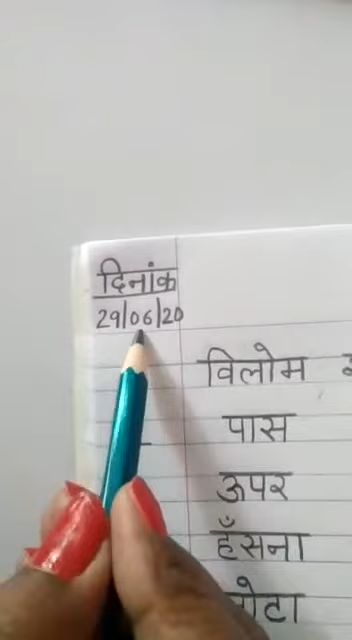 दिनांक
29/06/20
विलोम
पास
ऊपर
हँसना